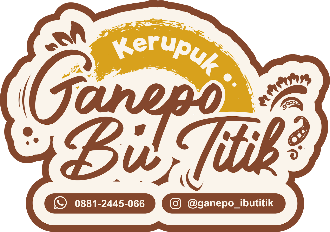 Kerupuk
Ganepo
Bu Titik
0881-2445-066 @ganepo_ibutitik